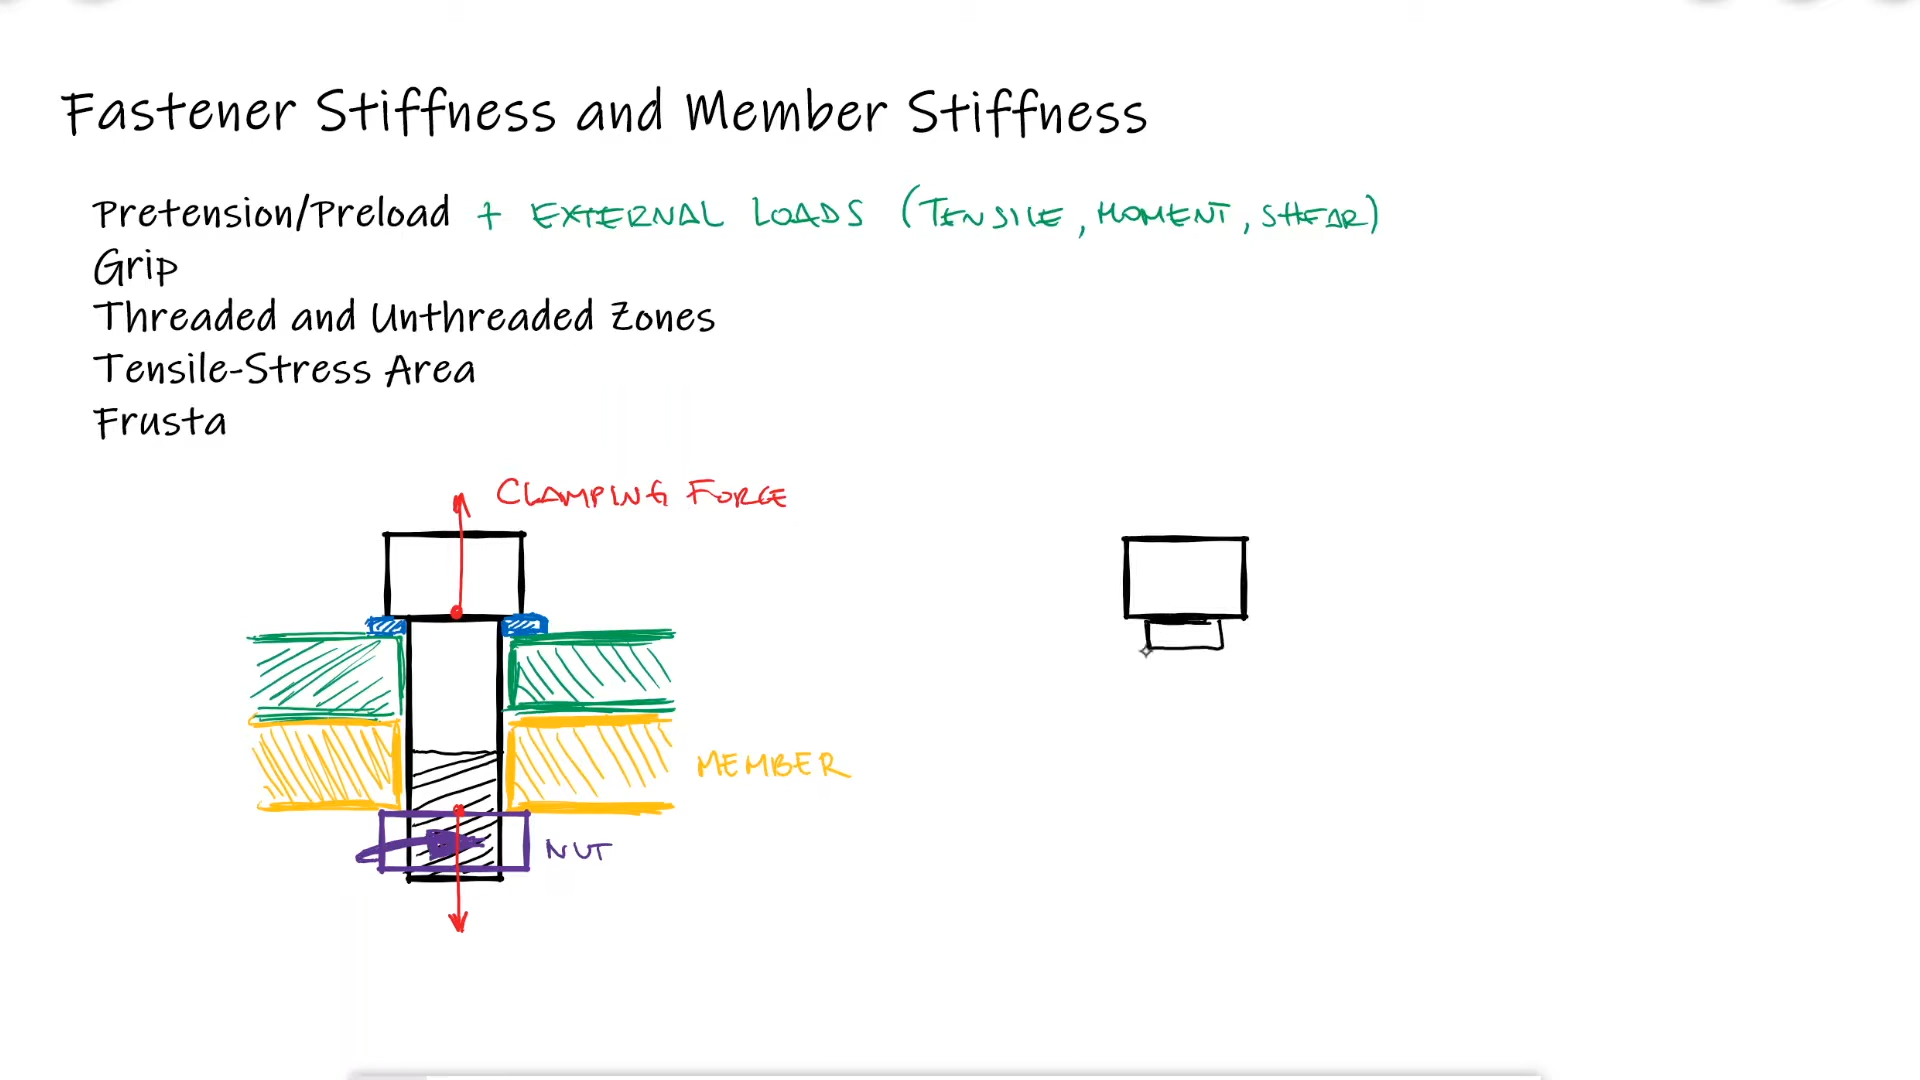 Fastener Stiffness and Member Stiffness
Pretension/Preload + EXTERNAL LOADS (TENSILE, MOMENT, SHEAR)
Grip
Threaded and Unthreaded Zones
Tensile-Stress Area
Frusta
CLAMPING FORCE
MEMBER
NUT